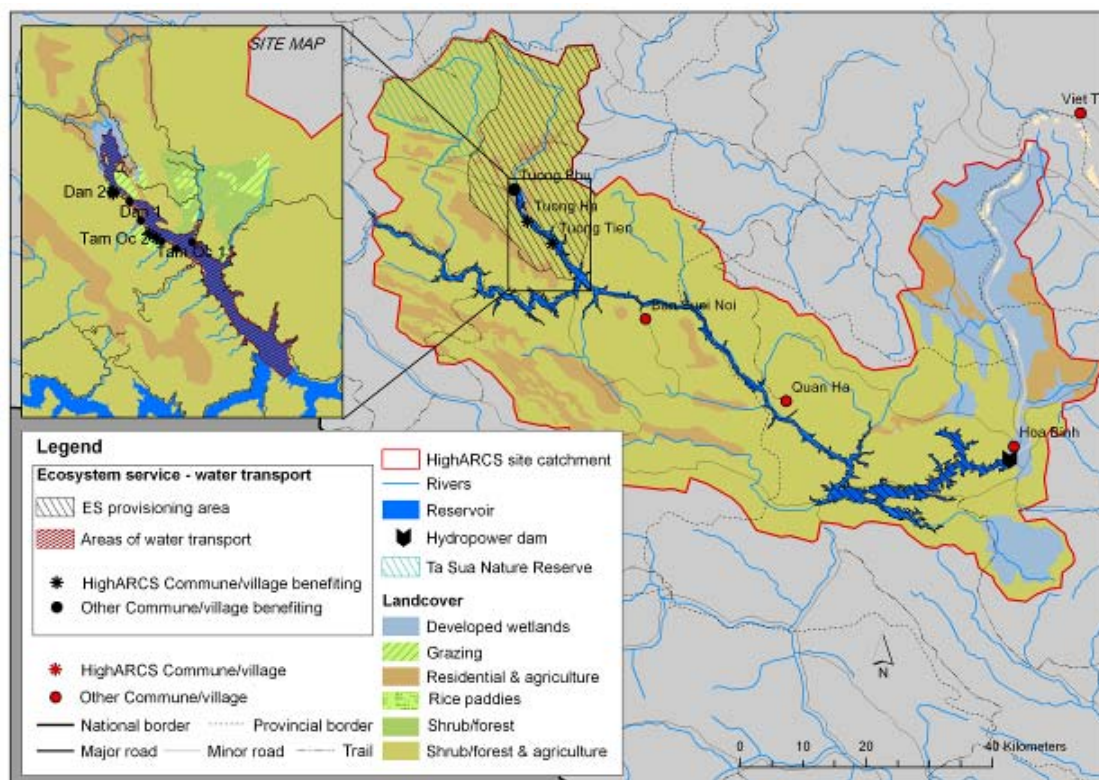 SITE MAP
Dan 2
Dan 1
Tam Oc 2
Tam Oc 1
Viet T
Tuong Phu
Tuong Ha
Tuong Tien
Ban Suoi Noi
Quan Ha
Hoa Binh
Legend
Ecosystem service - water transport
ES provisioning area
Areas of water transport
HighARCS Commune/village benefiting
Other Commune/village benefiting
HighARCS Commune/village
Other Commune/village
National border
Provincial border
Major road
Minor road
Trail
HighARCS site catchment
Rivers
Reservoir
Hydropower dam
Ta Sua Nature Reserve
Landcover
Developed wetlands
Grazing
Residential & agriculture
Rice paddies
Shrub/forest
Shrub/forest & agriculture
N
0 20 40 Kilometers